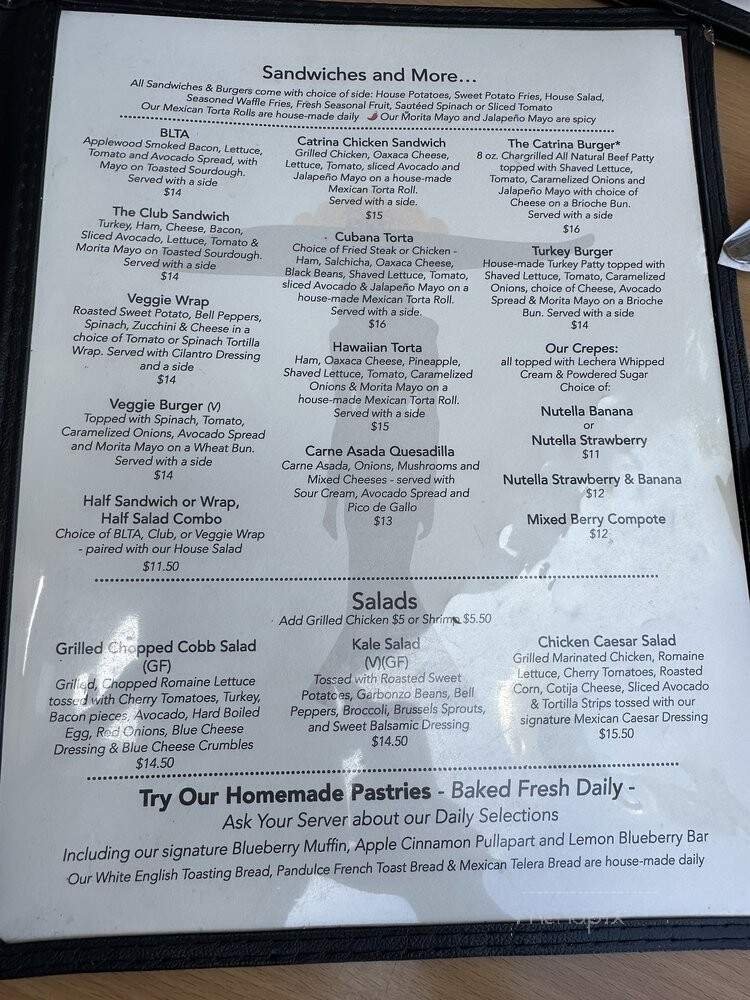 Sandwiches and More...
All Sandwiches & Burgers come with choice of side: House Potatoes, Sweet Potato Fries, House Salad,
Seasoned Waffle Fries, Fresh Seasonal Fruit, Sautéed Spinach or Sliced Tomato
Our Mexican Torta Rolls are house-made daily 🌶 Our Morita Mayo and Jalapeño Mayo are spicy
BLTA
Applewood Smoked Bacon, Lettuce,
Tomato and Avocado Spread, with
Mayo on Toasted Sourdough.
Served with a side
$14
The Club Sandwich
Turkey, Ham, Cheese, Bacon,
Sliced Avocado, Lettuce, Tomato &
Morita Mayo on Toasted Sourdough.
Served with a side
$14
Veggie Wrap
Roasted Sweet Potato, Bell Peppers,
Spinach, Zucchini & Cheese in a
choice of Tomato or Spinach Tortilla
Wrap. Served with Cilantro Dressing
and a side
$14
Veggie Burger (V)
Topped with Spinach, Tomato,
Caramelized Onions, Avocado Spread
and Morita Mayo on a Wheat Bun.
Served with a side
$14
Half Sandwich or Wrap,
Half Salad Combo
Choice of BLTA, Club, or Veggie Wrap
- paired with our House Salad
$11.50
Catrina Chicken Sandwich
Grilled Chicken, Oaxaca Cheese,
Lettuce, Tomato, sliced Avocado and
Jalapeño Mayo on a house-made
Mexican Torta Roll.
Served with a side.
$15
Cubana Torta
Choice of Fried Steak or Chicken -
Ham, Salchicha, Oaxaca Cheese,
Black Beans, Shaved Lettuce, Tomato,
sliced Avocado & Jalapeño Mayo on a
house-made Mexican Torta Roll.
Served with a side.
$16
Hawaiian Torta
Ham, Oaxaca Cheese, Pineapple,
Shaved Lettuce, Tomato, Caramelized
Onions & Morita Mayo on a
house-made Mexican Torta Roll.
Served with a side
$15
Carne Asada Quesadilla
Carne Asada, Onions, Mushrooms and
Mixed Cheeses - served with
Sour Cream, Avocado Spread and
Pico de Gallo
$13
The Catrina Burger*
8 oz. Chargrilled All Natural Beef Patty
topped with Shaved Lettuce,
Tomato, Caramelized Onions and
Jalapeño Mayo with choice of
Cheese on a Brioche Bun.
Served with a side
$16
Turkey Burger
House-made Turkey Patty topped with
Shaved Lettuce, Tomato, Caramelized
Onions, choice of Cheese, Avocado
Spread & Morita Mayo on a Brioche
Bun. Served with a side
$14
Our Crepes:
all topped with Lechera Whipped
Cream & Powdered Sugar
Choice of:
Nutella Banana
or
Nutella Strawberry
$11
Nutella Strawberry & Banana
$12
Mixed Berry Compote
$12
Salads
Add Grilled Chicken $5 or Shrimp $5.50
Grilled Chopped Cobb Salad
(GF)
Grilled, Chopped Romaine Lettuce
tossed with Cherry Tomatoes, Turkey,
Bacon pieces, Avocado, Hard Boiled
Egg, Red Onions, Blue Cheese
Dressing & Blue Cheese Crumbles
$14.50
Kale Salad
(V)(GF)
Tossed with Roasted Sweet
Potatoes, Garbonzo Beans, Bell
Peppers, Broccoli, Brussels Sprouts,
and Sweet Balsamic Dressing
$14.50
Chicken Caesar Salad
Grilled Marinated Chicken, Romaine
Lettuce, Cherry Tomatoes, Roasted
Corn, Cotija Cheese, Sliced Avocado
& Tortilla Strips tossed with our
signature Mexican Caesar Dressing
$15.50
Try Our Homemade Pastries - Baked Fresh Daily -
Ask Your Server about our Daily Selections
Including our signature Blueberry Muffin, Apple Cinnamon Pullapart and Lemon Blueberry Bar
Our White English Toasting Bread, Pandulce French Toast Bread & Mexican Telera Bread are house-made daily